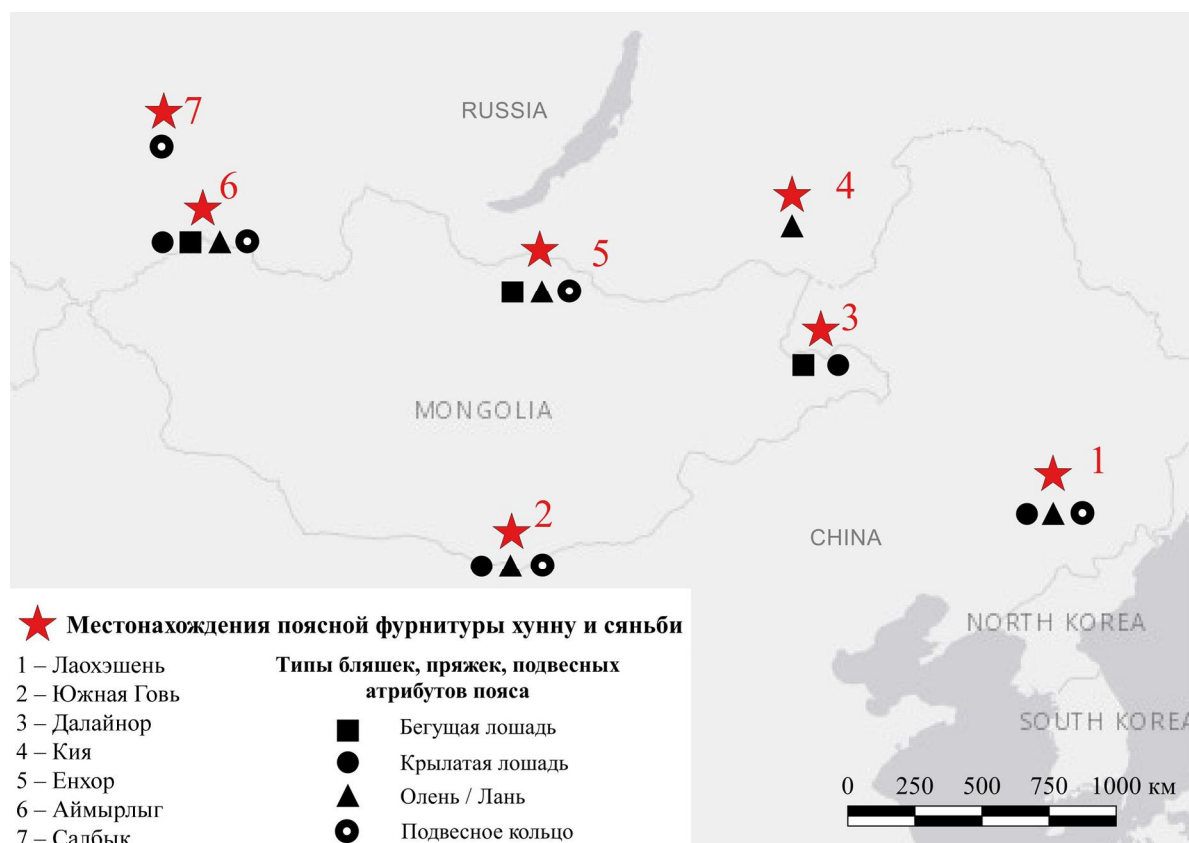 RUSSIA
7
6
4
5
3
MONGOLIA
1
2
CHINA
NORTH KOREA
SOUTH KOREA
Местонахождения поясной фурнитуры хунну и сяньби
1 – Лаохэшень
2 – Южная Говь
3 – Далайнор
4 – Кия
5 – Енхор
6 – Аймырлыг
7 – Салбык
Типы бляшек, пряжек, подвесных
атрибутов пояса
Бегущая лошадь
Крылатая лошадь
Олень / Лань
Подвесное кольцо
0 250 500 750 1000 км